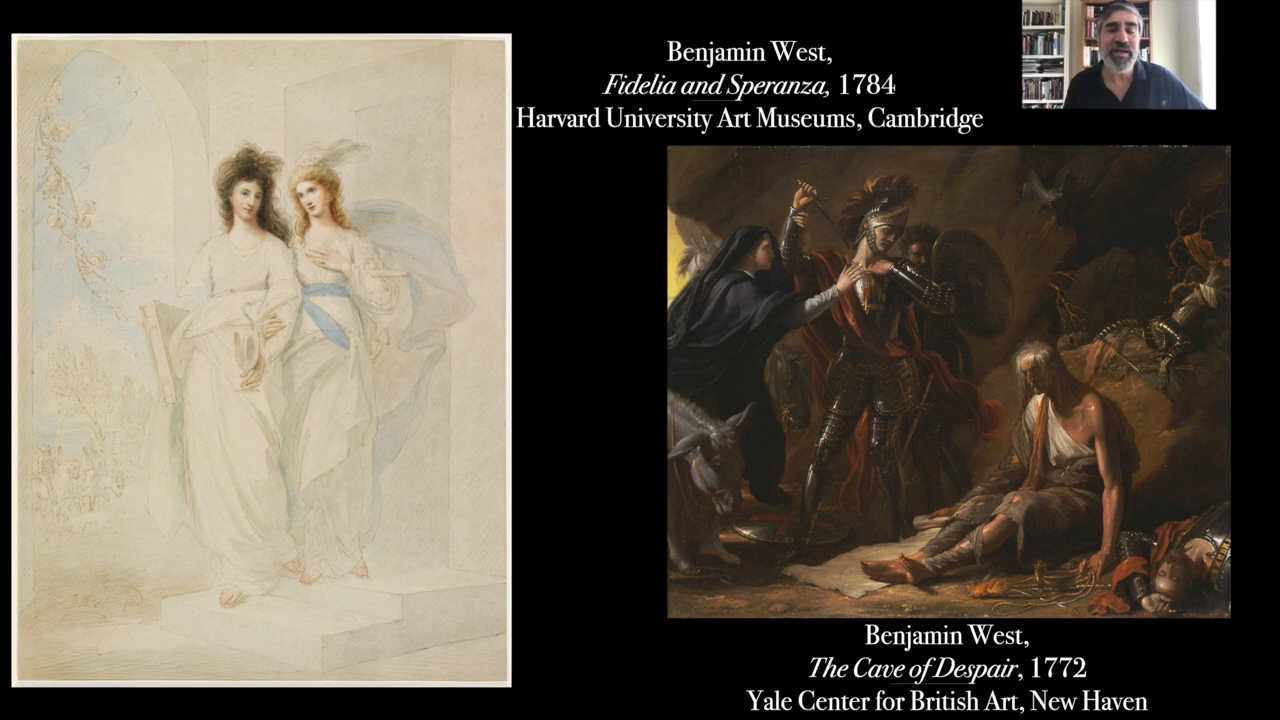 Benjamin West,
Fidelia and Speranza, 1784
Harvard University Art Museums, Cambridge
Benjamin West,
The Cave of Despair, 1772
Yale Center for British Art, New Haven